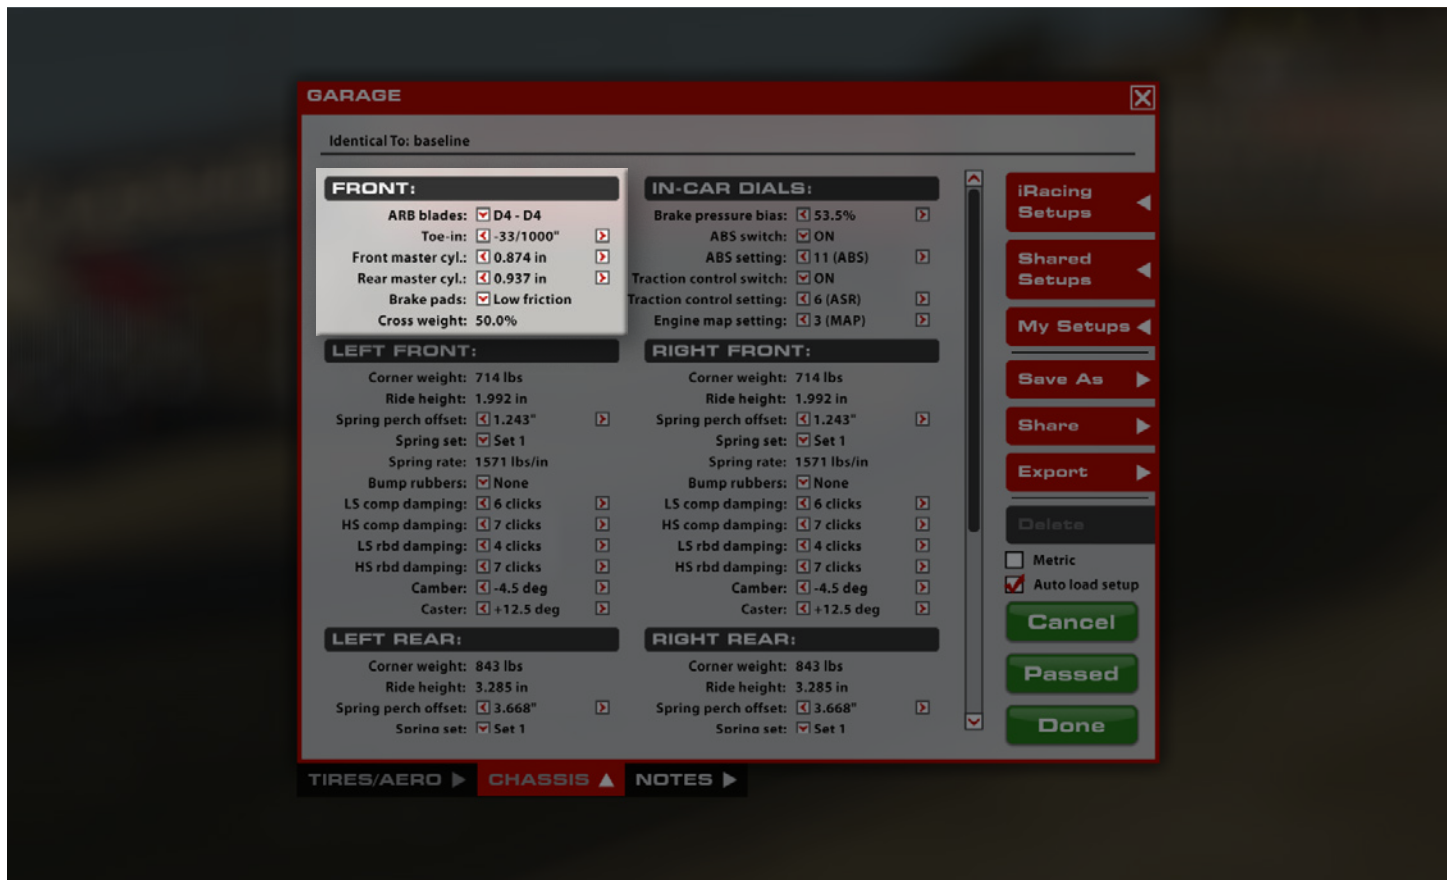 GARAGE
Identical To: baseline
FRONT:
ARB blades: D4 - D4
Toe-in: -33/1000"
Front master cyl.: 0.874 in
Rear master cyl.: 0.937 in
Brake pads: Low friction
Cross weight: 50.0%
IN-CAR DIALS:
Brake pressure bias: 53.5%
ABS switch: ON
ABS setting: 11 (ABS)
Traction control switch: ON
Traction control setting: 6 (ASR)
Engine map setting: 3 (MAP)
LEFT FRONT:
Corner weight: 714 lbs
Ride height: 1.992 in
Spring perch offset: 1.243"
Spring set: Set 1
Spring rate: 1571 lbs/in
Bump rubbers: None
LS comp damping: 6 clicks
HS comp damping: 7 clicks
LS rbd damping: 4 clicks
HS rbd damping: 7 clicks
Camber: -4.5 deg
Caster: +12.5 deg
RIGHT FRONT:
Corner weight: 714 lbs
Ride height: 1.992 in
Spring perch offset: 1.243"
Spring set: Set 1
Spring rate: 1571 lbs/in
Bump rubbers: None
LS comp damping: 6 clicks
HS comp damping: 7 clicks
LS rbd damping: 4 clicks
HS rbd damping: 7 clicks
Camber: -4.5 deg
Caster: +12.5 deg
LEFT REAR:
Corner weight: 843 lbs
Ride height: 3.285 in
Spring perch offset: 3.668"
Spring set: Set 1
RIGHT REAR:
Corner weight: 843 lbs
Ride height: 3.285 in
Spring perch offset: 3.668"
Spring set: Set 1
iRacing
Setups
Shared
Setups
My Setups
Save As
Share
Export
Delete
Metric
Auto load setup
Cancel
Passed
Done
TIRES/AERO
CHASSIS
NOTES